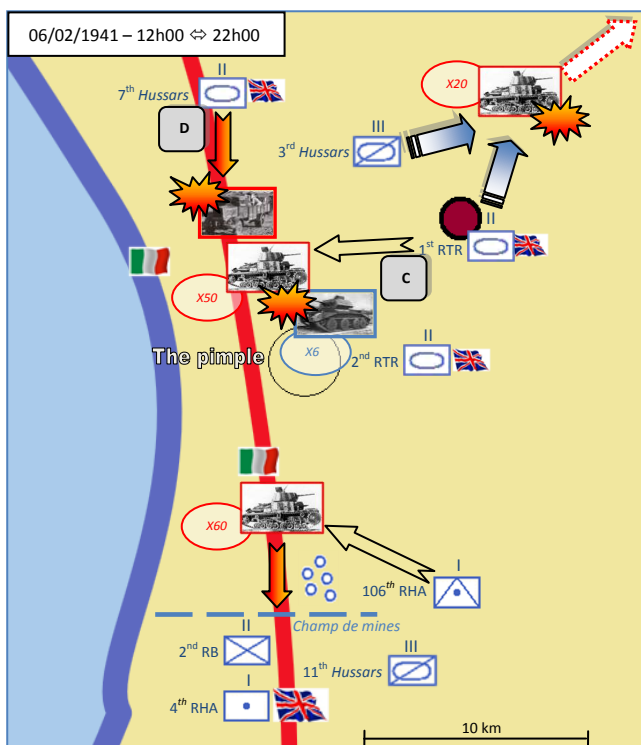 06/02/1941 – 12h00 ⇔ 22h00
II
7th Hussars
D
X20
III
3rd Hussars
II
1st RTR
C
X50
The pimple
X6
II
2nd RTR
X60
I
106th RHA
Champ de mines
II
2nd RB
III
11th Hussars
I
4th RHA
10 km